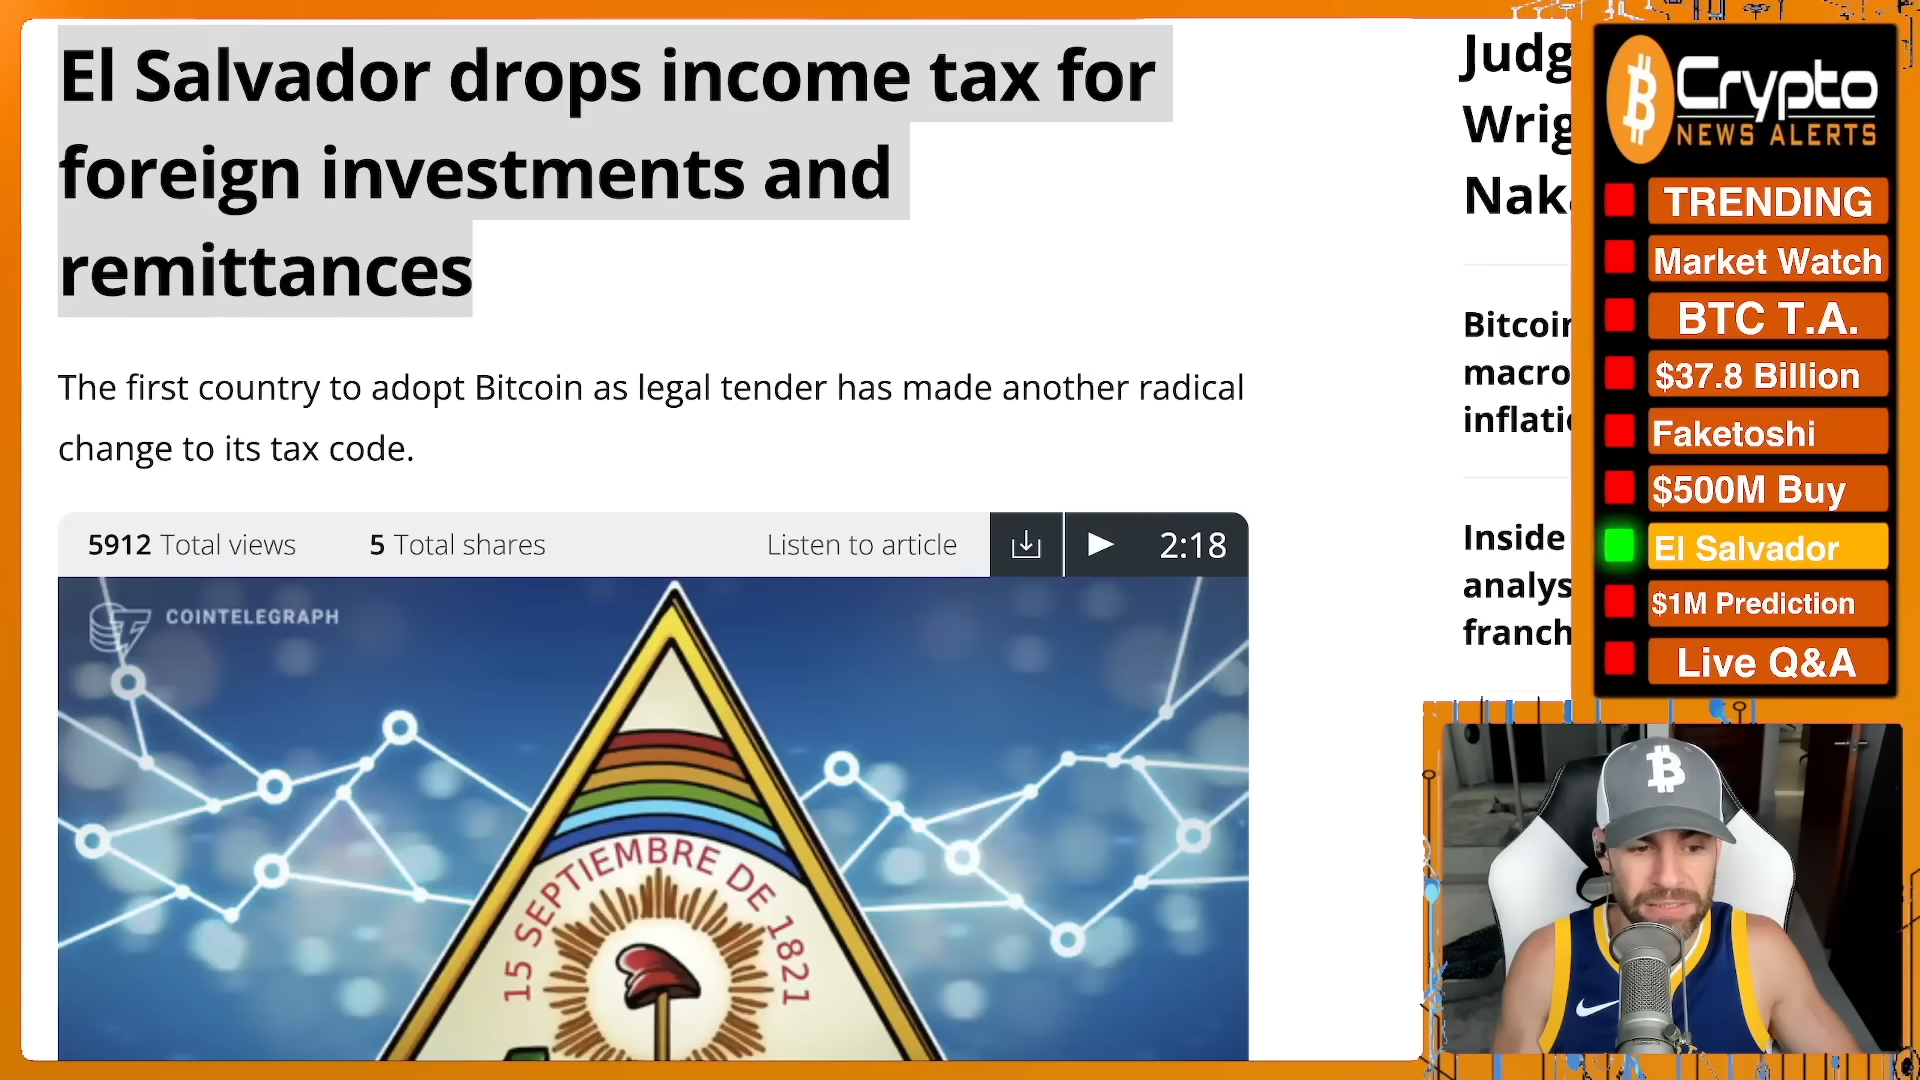 El Salvador drops income tax for
foreign investments and
remittances
The first country to adopt Bitcoin as legal tender has made another radical
change to its tax code.
5912 Total views
5 Total shares
Listen to article
2:18
COINTELEGRAPH
15 SEPTIEMBRE DE 1821
Judg
Wrig
Nak
Bitcoin
macro
inflati
Inside
analys
franch
Crypto
NEWS ALERTS
TRENDING
Market Watch
BTC T.A.
$37.8 Billion
Faketoshi
$500M Buy
El Salvador
$1M Prediction
Live Q&A